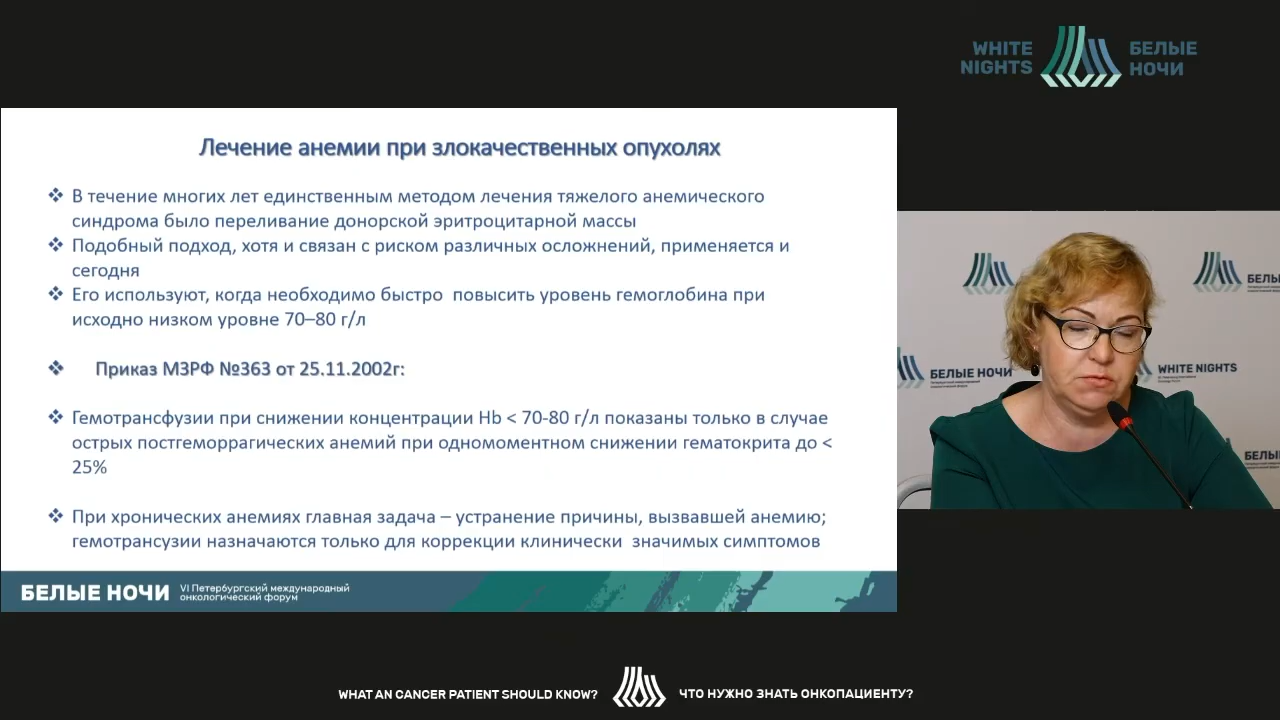 WHITE
NIGHTS
БЕЛЫЕ
НОЧИ
Лечение анемии при злокачественных опухолях
❖ В течение многих лет единственным методом лечения тяжелого анемического
синдрома было переливание донорской эритроцитарной массы
❖ Подобный подход, хотя и связан с риском различных осложнений, применяется и
сегодня
❖ Его используют, когда необходимо быстро повысить уровень гемоглобина при
исходно низком уровне 70–80 г/л
❖ Приказ МЗРФ №363 от 25.11.2002г:
❖ Гемотрансфузии при снижении концентрации Hb < 70-80 г/л показаны только в случае
острых постгеморрагических анемий при одномоментном снижении гематокрита до <
25%
❖ При хронических анемиях главная задача – устранение причины, вызвавшей анемию;
гемотрансузии назначаются только для коррекции клинически значимых симптомов
БЕЛЫЕ НОЧИ
VI Петербургский международный
онкологический форум
БЕЛЫЕ НОЧИ
WHITE NIGHTS
WHAT AN CANCER PATIENT SHOULD KNOW?
ЧТО НУЖНО ЗНАТЬ ОНКОПАЦИЕНТУ?